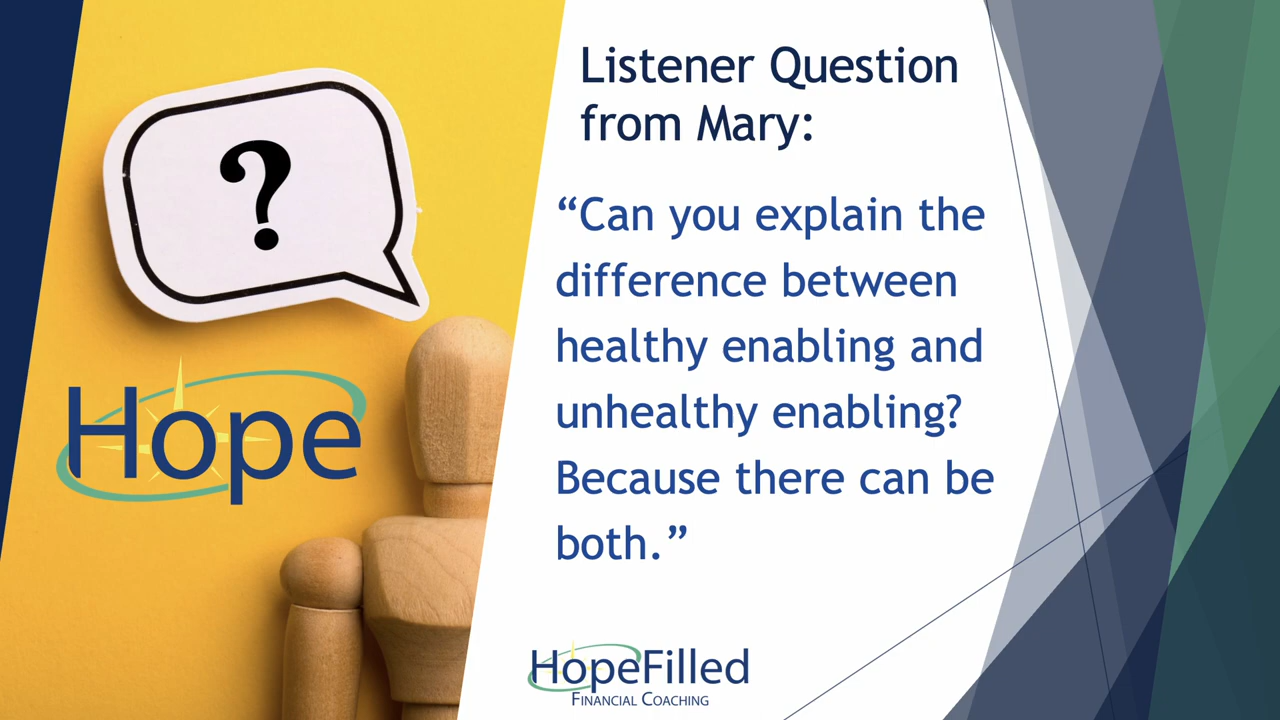 ?
Hope
Listener Question
from Mary:
“Can you explain the
difference between
healthy enabling and
unhealthy enabling?
Because there can be
both.”
HopeFilled
FINANCIAL COACHING